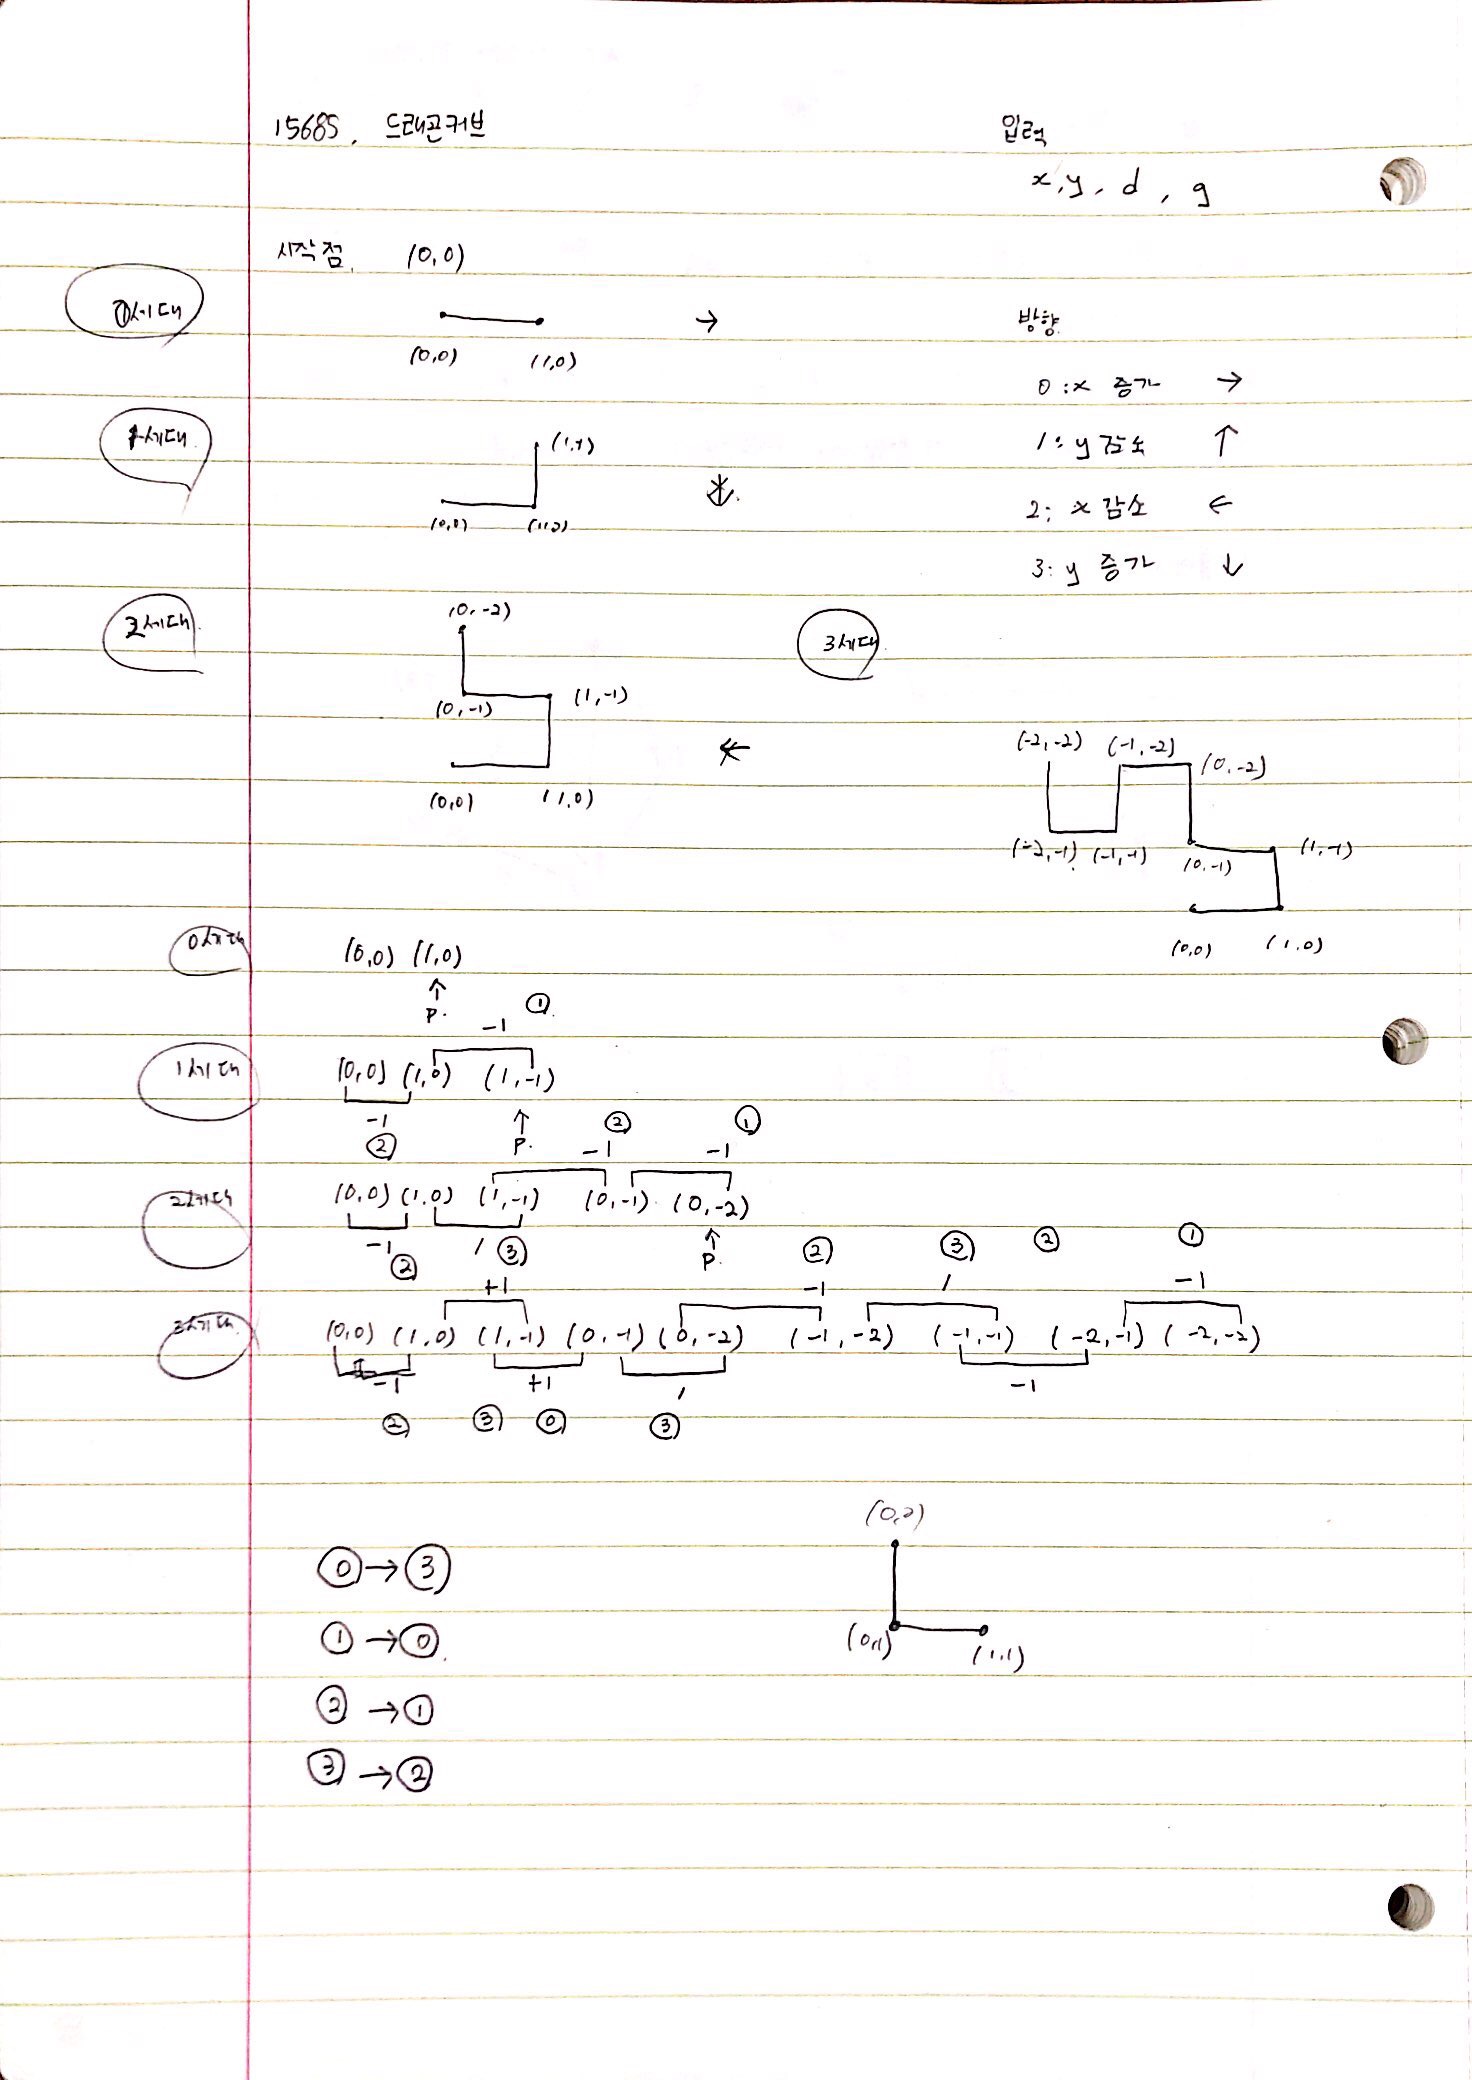 15685. 드래곤커브
입력
x, y, d, g
시작점 (0,0)
0세대
(0,0) (1,0)
→
방향
0 : x 증가 →
1 : y 감소 ↑
2 : x 감소 ←
3 : y 증가 ↓
1세대
(0,0)
2세대
(0,-2)
(0,-1) (1,-1)
(0,0) (1,0)
3세대
(-2,-2) (-1,-2) (0,-2)
(-2,-1) (-1,-1) (0,-1) (1,-1)
(0,0) (1,0)
0세대 (0,0) (1,0)
↑
P.
-1 ①
1세대 (0,0) (1,0) (1,-1)
-1 ↑
② P.
-1 ② -1 ①
2세대 (0,0) (1,0) (1,-1) (0,-1) (0,-2)
-1 ② 1 ③ ↑
P.
+1 ② -1 ③ 1 ② ① -1
3세대 (0,0) (1,0) (1,-1) (0,-1) (0,-2) (-1,-2) (-1,-1) (-2,-1) (-2,-2)
-1 +1 1 -1
② ③ ⓪ ③
⓪ → ③
① → ⓪
② → ①
③ → ②
(0,2)
(0,1) (1,1)